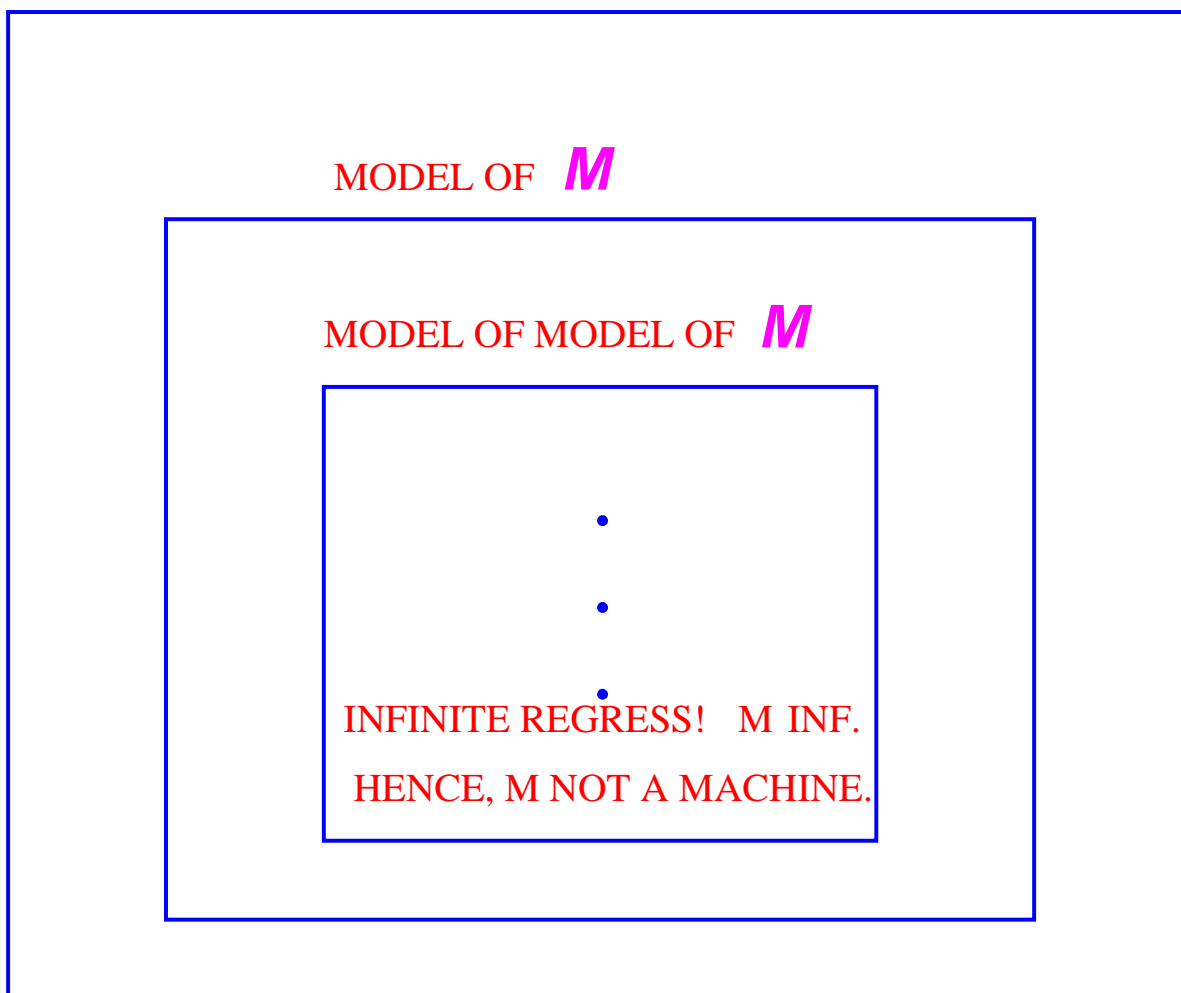 MODEL OF M
MODEL OF MODEL OF M
INFINITE REGRESS! M INF.
HENCE, M NOT A MACHINE.